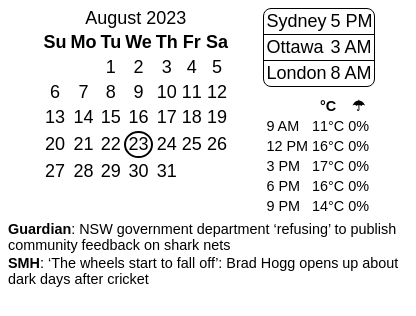 August 2023
Su Mo Tu We Th Fr Sa
1 2 3 4 5
6 7 8 9 10 11 12
13 14 15 16 17 18 19
20 21 22 23 24 25 26
27 28 29 30 31
Sydney 5 PM
Ottawa 3 AM
London 8 AM
°C ☂
9 AM 11°C 0%
12 PM 16°C 0%
3 PM 17°C 0%
6 PM 16°C 0%
9 PM 14°C 0%
Guardian: NSW government department ‘refusing’ to publish
community feedback on shark nets
SMH: ‘The wheels start to fall off’: Brad Hogg opens up about
dark days after cricket